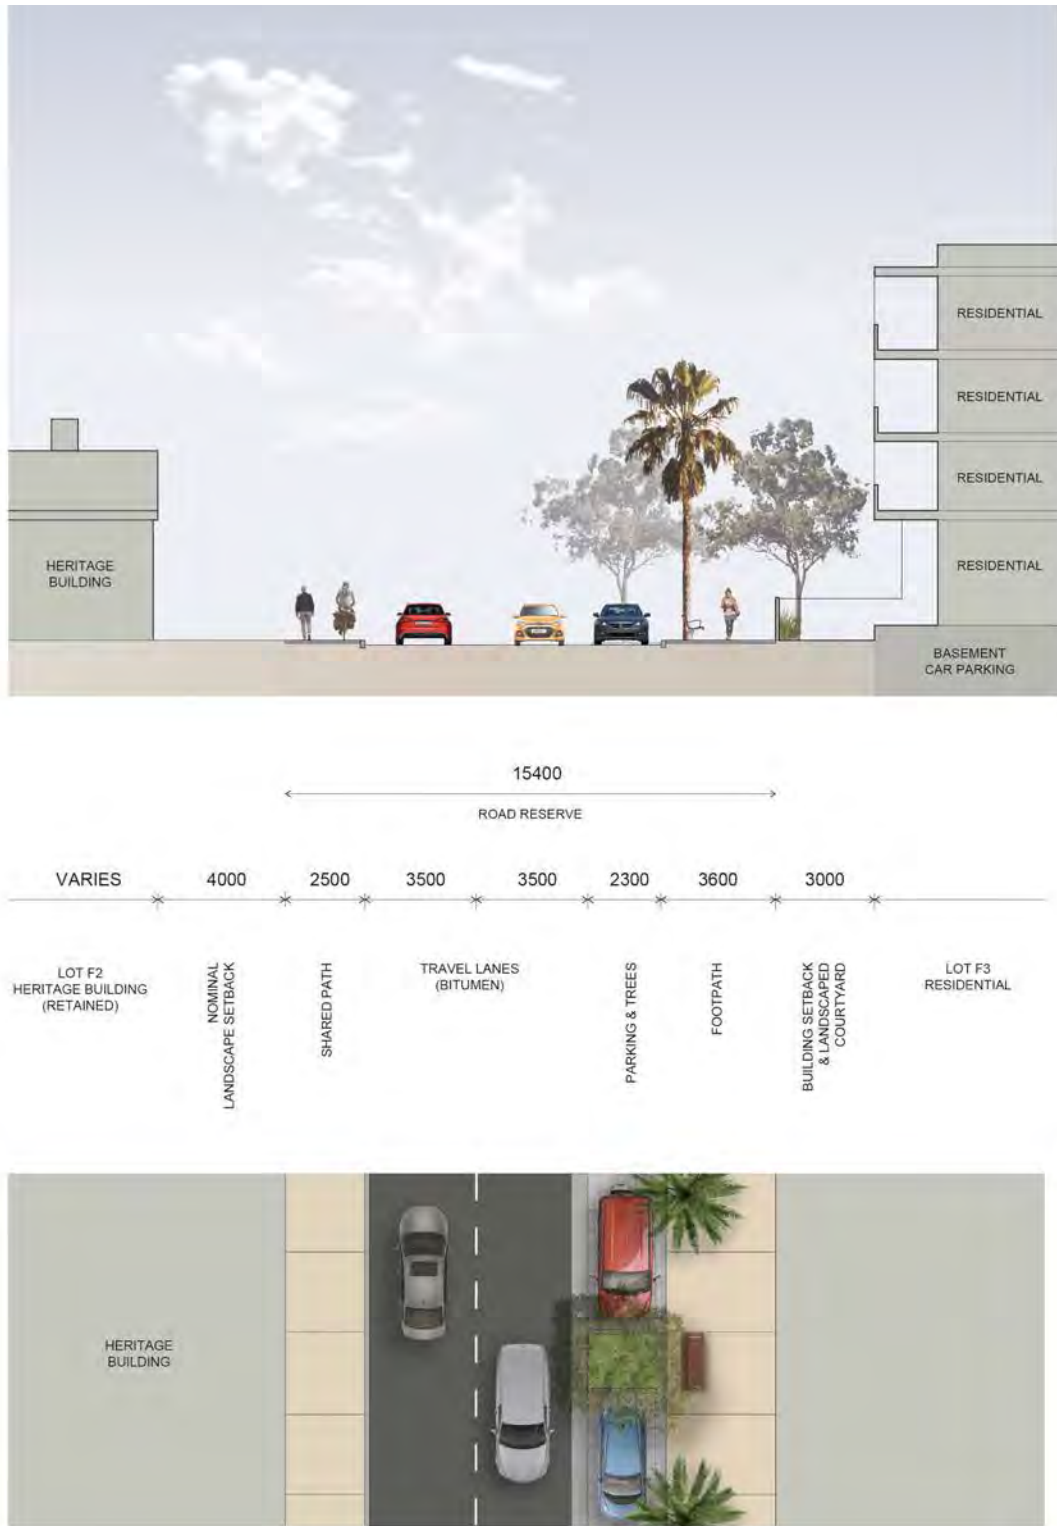 RESIDENTIAL
RESIDENTIAL
RESIDENTIAL
HERITAGE
BUILDING
RESIDENTIAL
BASEMENT
CAR PARKING
15400
ROAD RESERVE
VARIES
4000
2500
3500
3500
2300
3600
3000
LOT F2
HERITAGE BUILDING
(RETAINED)
NOMINAL
LANDSCAPE SETBACK
SHARED PATH
TRAVEL LANES
(BITUMEN)
PARKING & TREES
FOOTPATH
BUILDING SETBACK
& LANDSCAPED
COURTYARD
LOT F3
RESIDENTIAL
HERITAGE
BUILDING